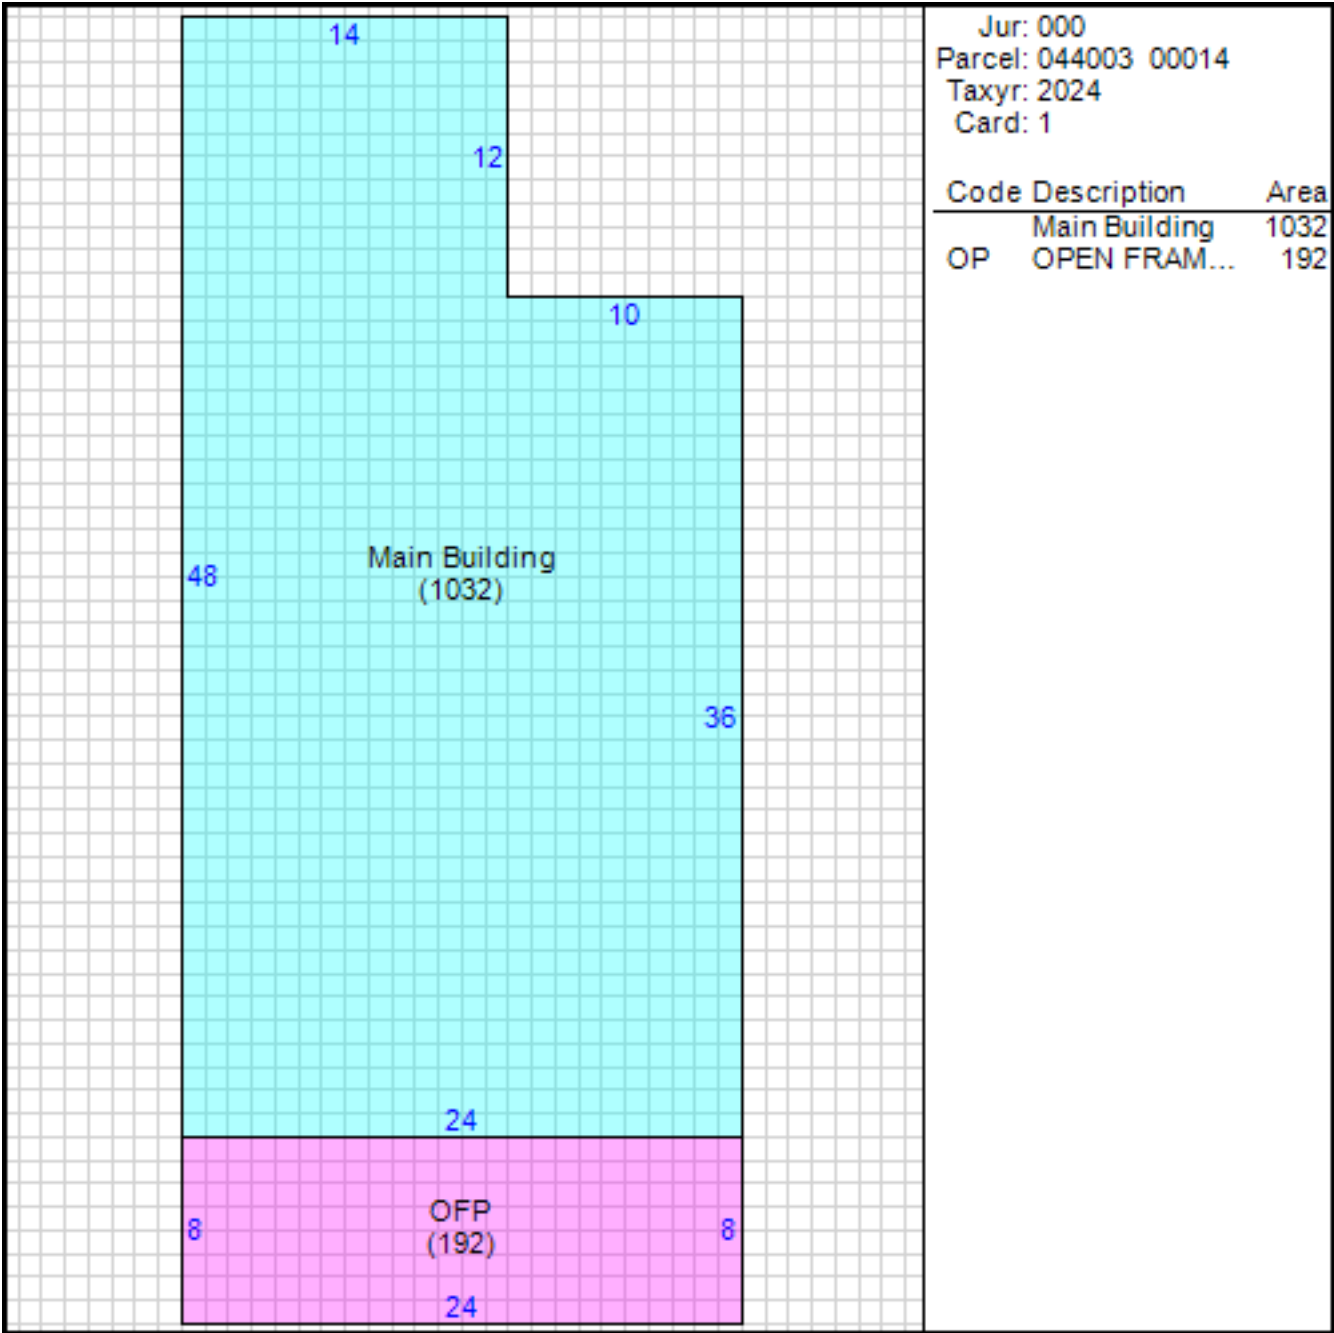 14
12
10
Main Building
(1032)
48
36
24
OFP
(192)
8
8
24
Jur: 000
Parcel: 044003 00014
Taxyr: 2024
Card: 1
Code Description Area
Main Building 1032
OP OPEN FRAM... 192